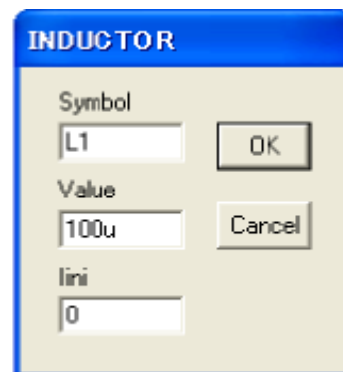 INDUCTOR
Symbol
L1
OK
Value
100u
Cancel
Iini
0